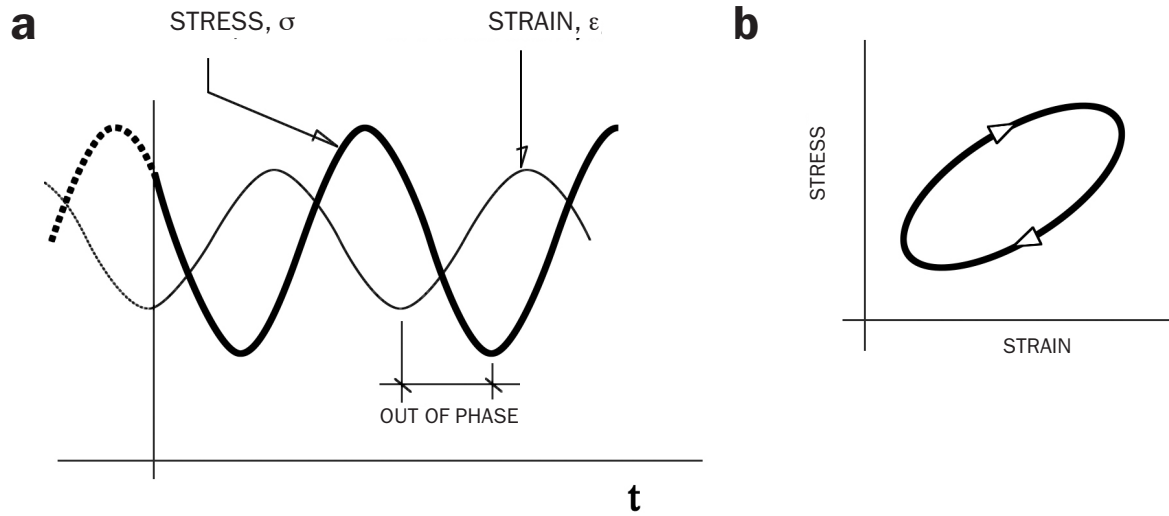 a
STRESS, σ
STRAIN, ε
OUT OF PHASE
t
b
STRESS
STRAIN